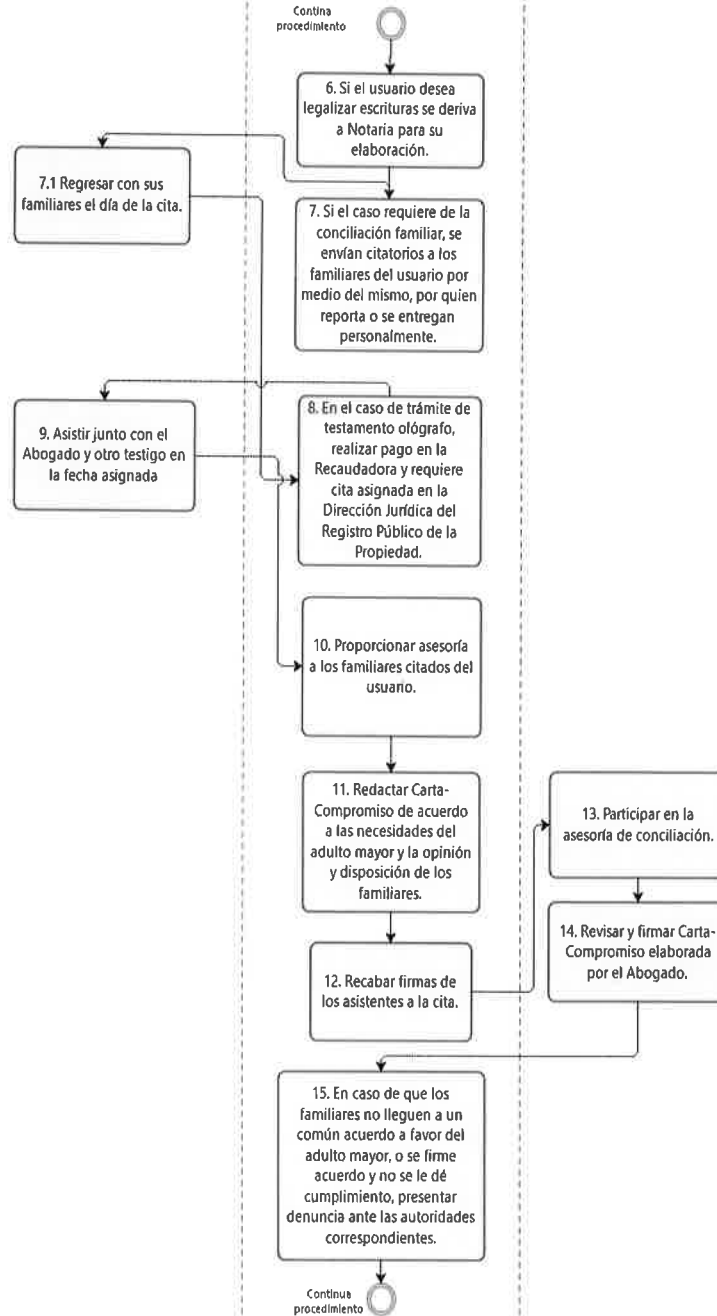 Contina
procedimiento
6. Si el usuario desea
legalizar escrituras se deriva
a Notaria para su
elaboración.
7.1 Regresar con sus
familiares el día de la cita.
7. Si el caso requiere de la
conciliación familiar, se
envían citatorios a los
familiares del usuario por
medio del mismo, por quien
reporta o se entregan
personalmente.
8. En el caso de trámite de
testamento ológrafo,
realizar pago en la
Recaudadora y requiere
cita asignada en la
Dirección Jurídica del
Registro Público de la
Propiedad.
9. Asistir junto con el
Abogado y otro testigo en
la fecha asignada
10. Proporcionar asesoría
a los familiares citados del
usuario.
11. Redactar Carta-
Compromiso de acuerdo
a las necesidades del
adulto mayor y la opinión
y disposición de los
familiares.
12. Recabar firmas de
los asistentes a la cita.
13. Participar en la
asesoría de conciliación.
14. Revisar y firmar Carta-
Compromiso elaborada
por el Abogado.
15. En caso de que los
familiares no lleguen a un
común acuerdo a favor del
adulto mayor, o se firme
acuerdo y no se le dé
cumplimiento, presentar
denuncia ante las autoridades
correspondientes.
Continua
procedimiento